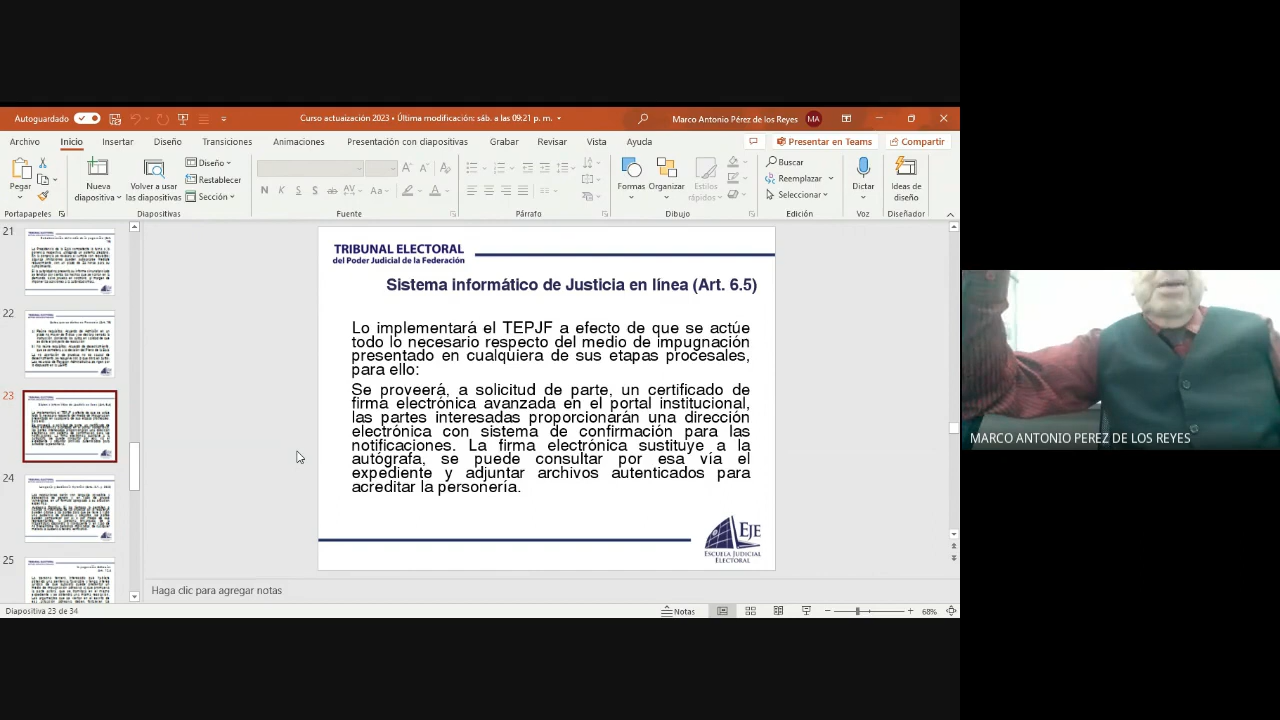 Autoguardado
Curso actuaización 2023 • Última modificación: sáb. a las 09:21 p. m.
Marco Antonio Pérez de los Reyes
MA
Archivo Inicio Insertar Diseño Transiciones Animaciones Presentación con diapositivas Grabar Revisar Vista Ayuda
Presentar en Teams
Compartir
Pegar
Nueva diapositiva
Volver a usar las diapositivas
Diseño
Restablecer
Sección
N K S S ab AV Aa A
Formas
Organizar
Estilos rápidos
Buscar
Reemplazar
Seleccionar
Dictar
Ideas de diseño
Portapapeles Diapositivas Fuente Párrafo Dibujo Edición Voz Diseñador
21
22
23
24
25
TRIBUNAL ELECTORAL
del Poder Judicial de la Federación
Sistema informático de Justicia en línea (Art. 6.5)
Lo implementará el TEPJF a efecto de que se actúe
todo lo necesario respecto del medio de impugnación
presentado en cualquiera de sus etapas procesales,
para ello:
Se proveerá, a solicitud de parte, un certificado de
firma electrónica avanzada en el portal institucional,
las partes interesadas proporcionarán una dirección
electrónica con sistema de confirmación para las
notificaciones. La firma electrónica sustituye a la
autógrafa, se puede consultar por esa vía el
expediente y adjuntar archivos autenticados para
acreditar la personería.
EJE
ESCUELA JUDICIAL
ELECTORAL
Haga clic para agregar notas
Diapositiva 23 de 34
Notas
68%
MARCO ANTONIO PEREZ DE LOS REYES